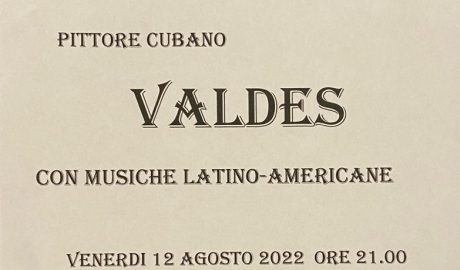 PITTORE CUBANO
VALDES
CON MUSICHE LATINO-AMERICANE
VENERDI 12 AGOSTO 2022 ORE 21.00